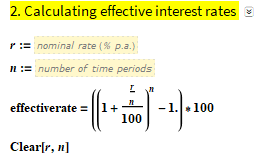 2. Calculating effective interest rates
r := nominal rate (% p.a.)
n := number of time periods
effectiverate = ((1 + (r/n)/100)^n - 1.) * 100
Clear[r, n]